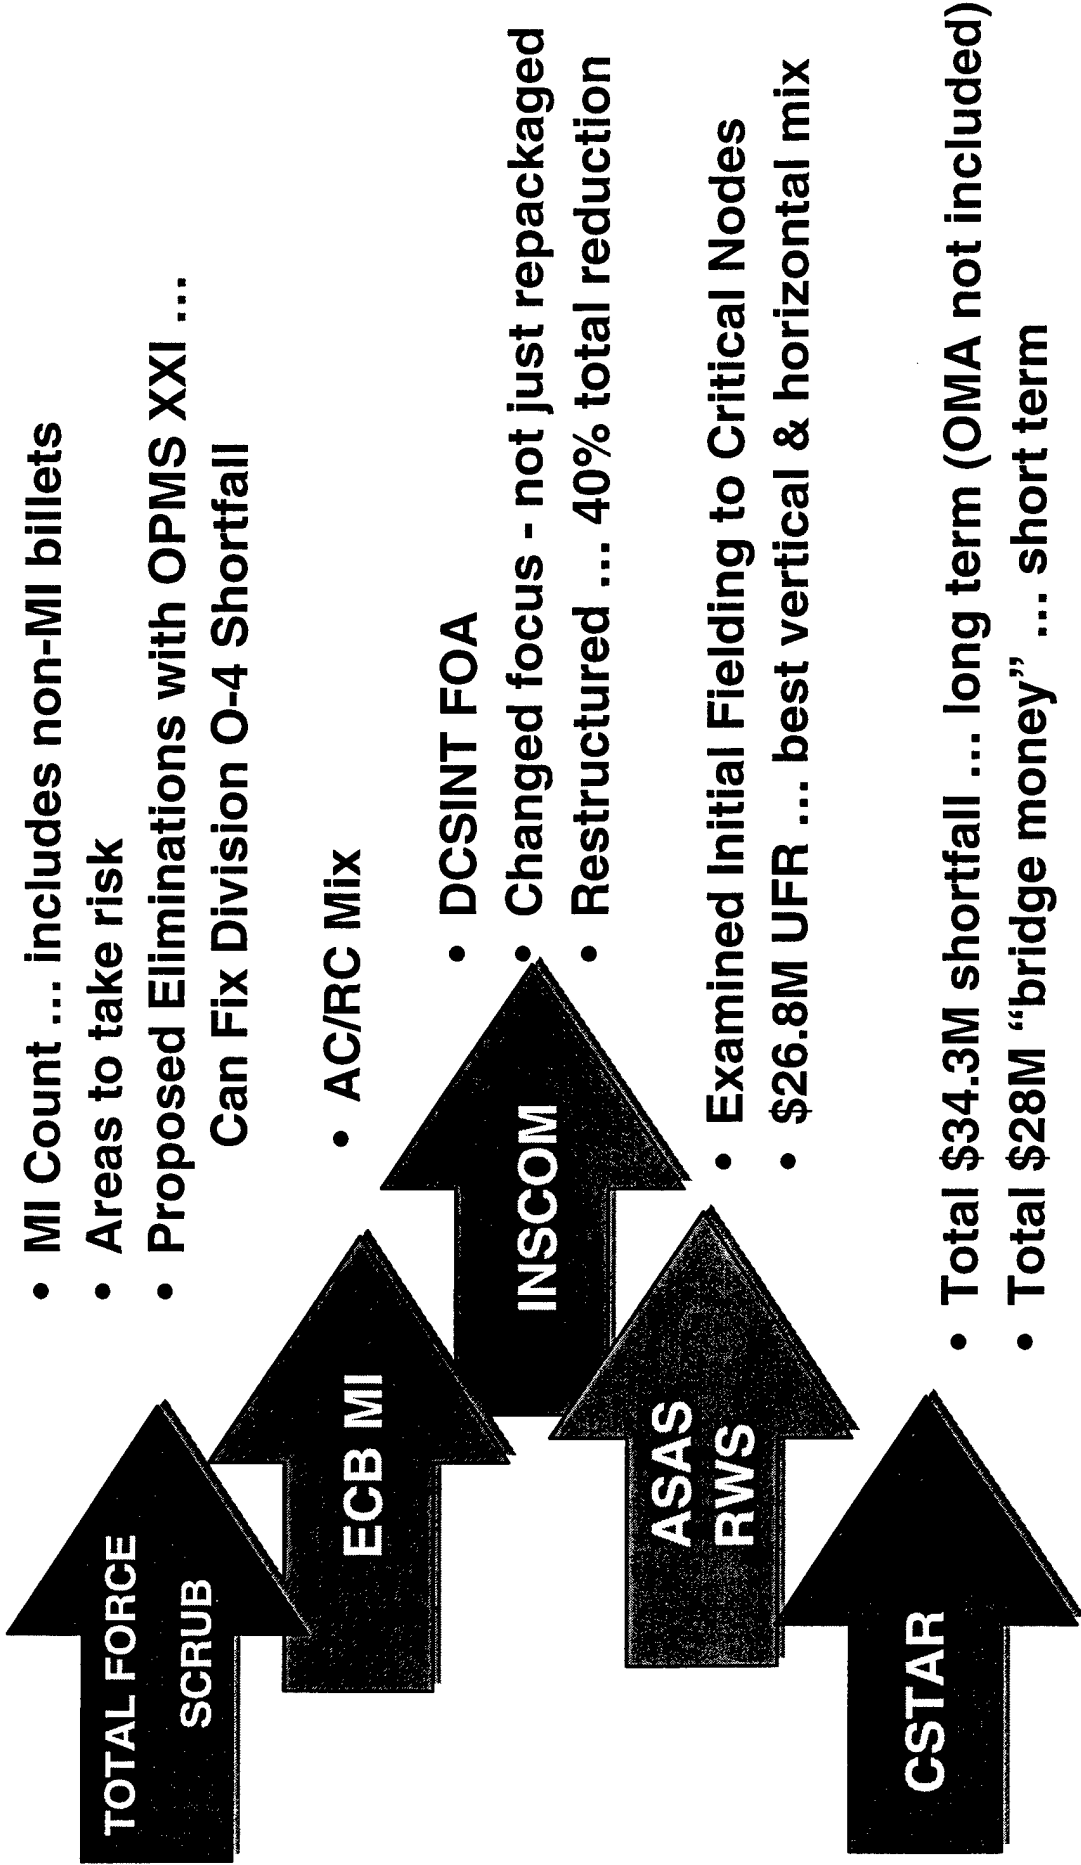 TOTAL FORCE
SCRUB
• MI Count ... includes non-MI billets
• Areas to take risk
• Proposed Eliminations with OPMS XXI ...
Can Fix Division O-4 Shortfall
ECB MI
• AC/RC Mix
INSCOM
• DCSINT FOA
• Changed focus - not just repackaged
• Restructured ... 40% total reduction
ASAS
RWS
• Examined Initial Fielding to Critical Nodes
• $26.8M UFR ... best vertical & horizontal mix
CSTAR
• Total $34.3M shortfall ... long term (OMA not included)
• Total $28M “bridge money” ... short term